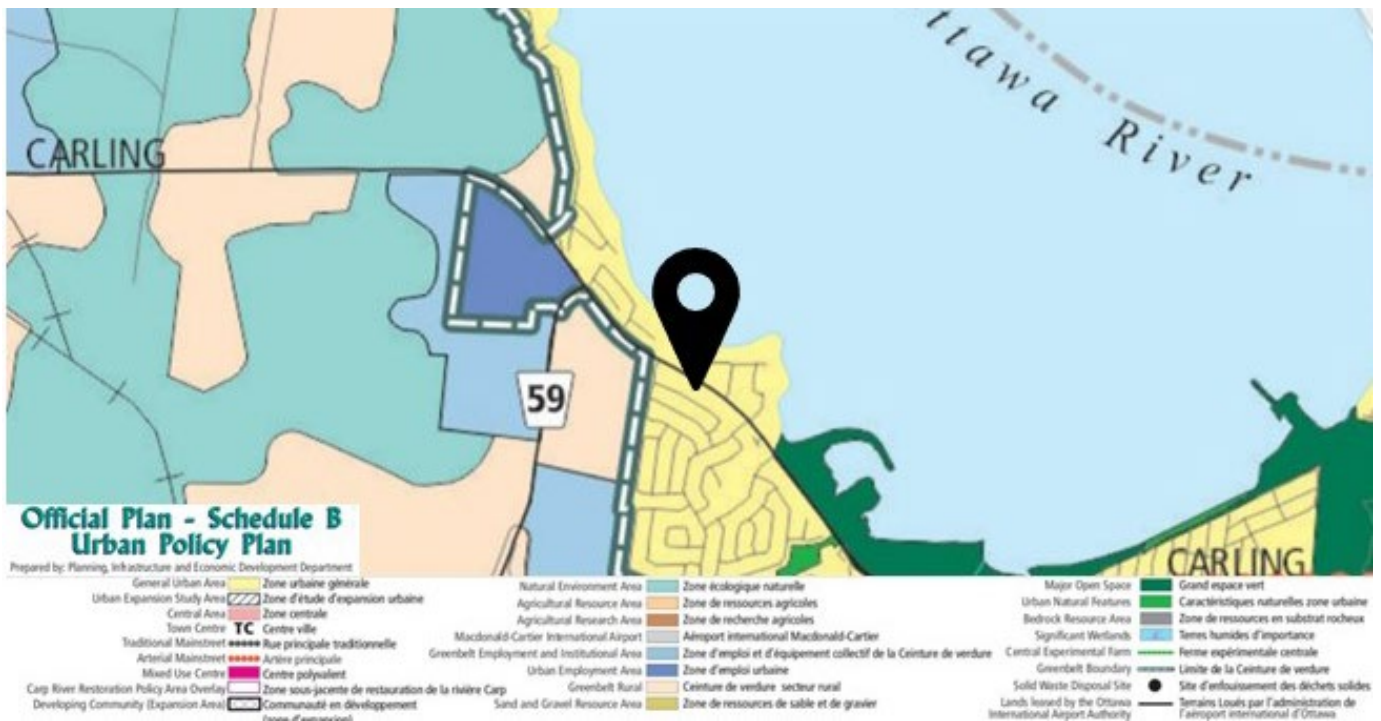 Ottawa River
CARLING
59
CARLING
Official Plan - Schedule B
Urban Policy Plan
Prepared by: Planning, Infrastructure and Economic Development Department
General Urban Area Zone urbaine générale
Urban Expansion Study Area Zone d'étude d'expansion urbaine
Central Area Zone centrale
Town Centre TC Centre ville
Traditional Mainstreet Rue principale traditionnelle
Arterial Mainstreet Artère principale
Mixed Use Centre Centre polyvalent
Carp River Restoration Policy Area Overlay Zone sous-jacente de restauration de la rivière Carp
Developing Community (Expansion Area) Communauté en développement
(zone d'expansion)
Natural Environment Area Zone écologique naturelle
Agricultural Resource Area Zone de ressources agricoles
Agricultural Research Area Zone de recherche agricoles
Macdonald-Cartier International Airport Aéroport international Macdonald-Cartier
Greenbelt Employment and Institutional Area Zone d'emploi et d'équipement collectif de la Ceinture de verdure
Urban Employment Area Zone d'emploi urbaine
Greenbelt Rural Ceinture de verdure secteur rural
Sand and Gravel Resource Area Zone de ressources de sable et de gravier
Major Open Space Grand espace vert
Urban Natural Features Caractéristiques naturelles zone urbaine
Bedrock Resource Area Zone de ressources en substrat rocheux
Significant Wetlands Terres humides d'importance
Central Experimental Farm Ferme expérimentale centrale
Greenbelt Boundary Limite de la Ceinture de verdure
Solid Waste Disposal Site Site d'enfouissement des déchets solides
Lands leased by the Ottawa Terrains Loués par l'administration de
International Airport Authority l'aéroport international d'Ottawa